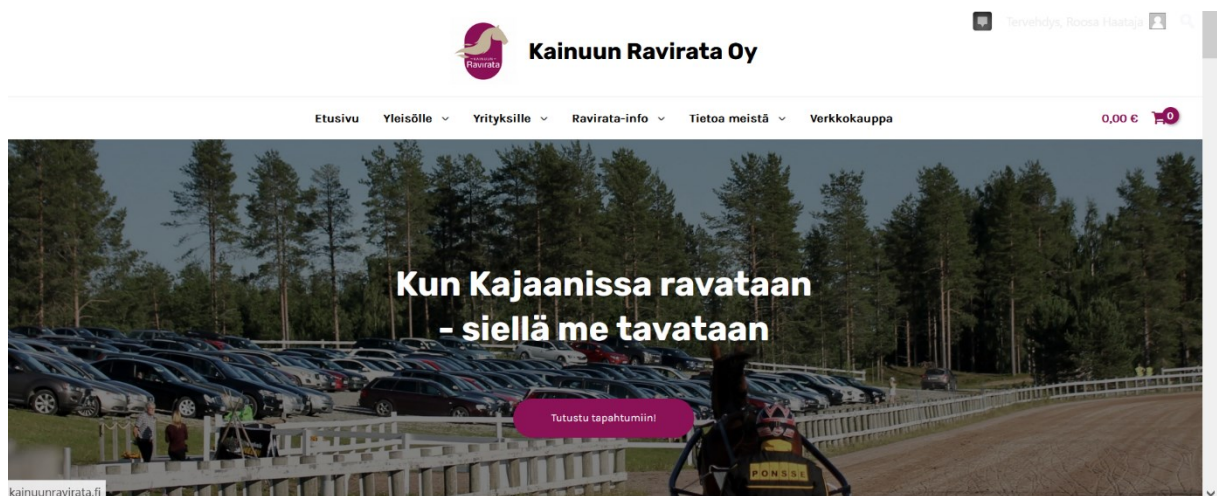 Tervehdys, Roosa Haataja
KAINUUN
Ravirata
Kainuun Ravirata Oy
Etusivu Yleisölle Yrityksille Ravirata-info Tietoa meistä Verkkokauppa 0,00 € 0
Kun Kajaanissa ravataan
- siellä me tavataan
Tutustu tapahtumiin!
PONSSE
kainuunravirata.fi